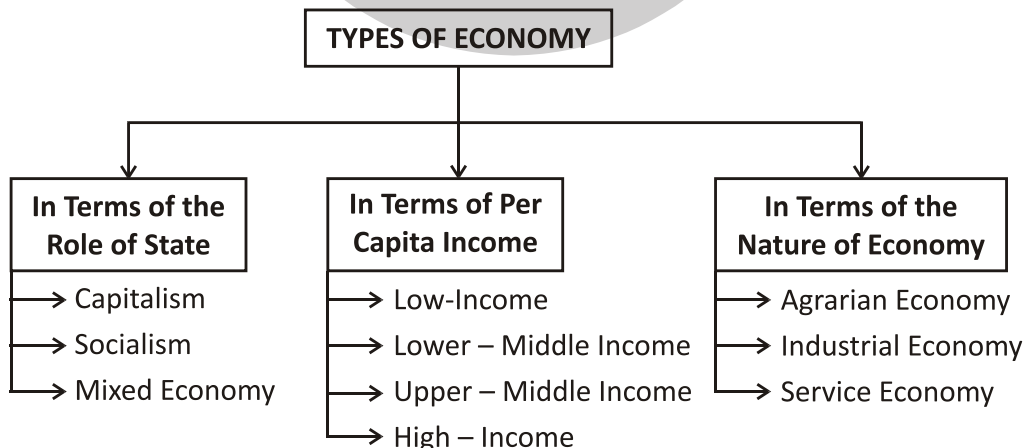 TYPES OF ECONOMY
In Terms of the
Role of State
Capitalism
Socialism
Mixed Economy
In Terms of Per
Capita Income
Low-Income
Lower – Middle Income
Upper – Middle Income
High – Income
In Terms of the
Nature of Economy
Agrarian Economy
Industrial Economy
Service Economy